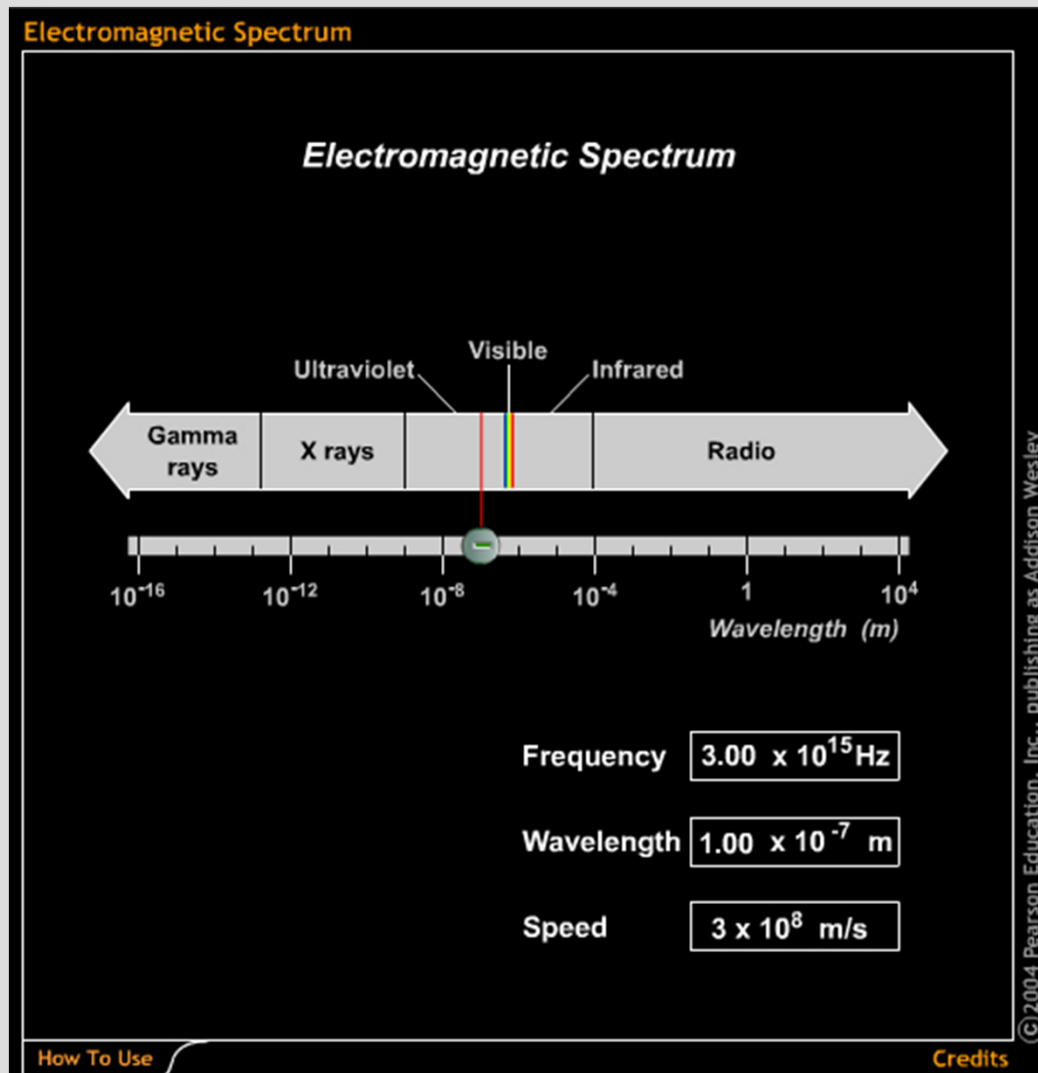 Electromagnetic Spectrum
Electromagnetic Spectrum
Visible
Ultraviolet
Infrared
Gamma
rays
X rays
Radio
10⁻¹⁶ 10⁻¹² 10⁻⁸ 10⁻⁴ 1 10⁴
Wavelength (m)
Frequency 3.00 x 10¹⁵ Hz
Wavelength 1.00 x 10⁻⁷ m
Speed 3 x 10⁸ m/s
How To Use
Credits
©2004 Pearson Education, Inc., publishing as Addison Wesley